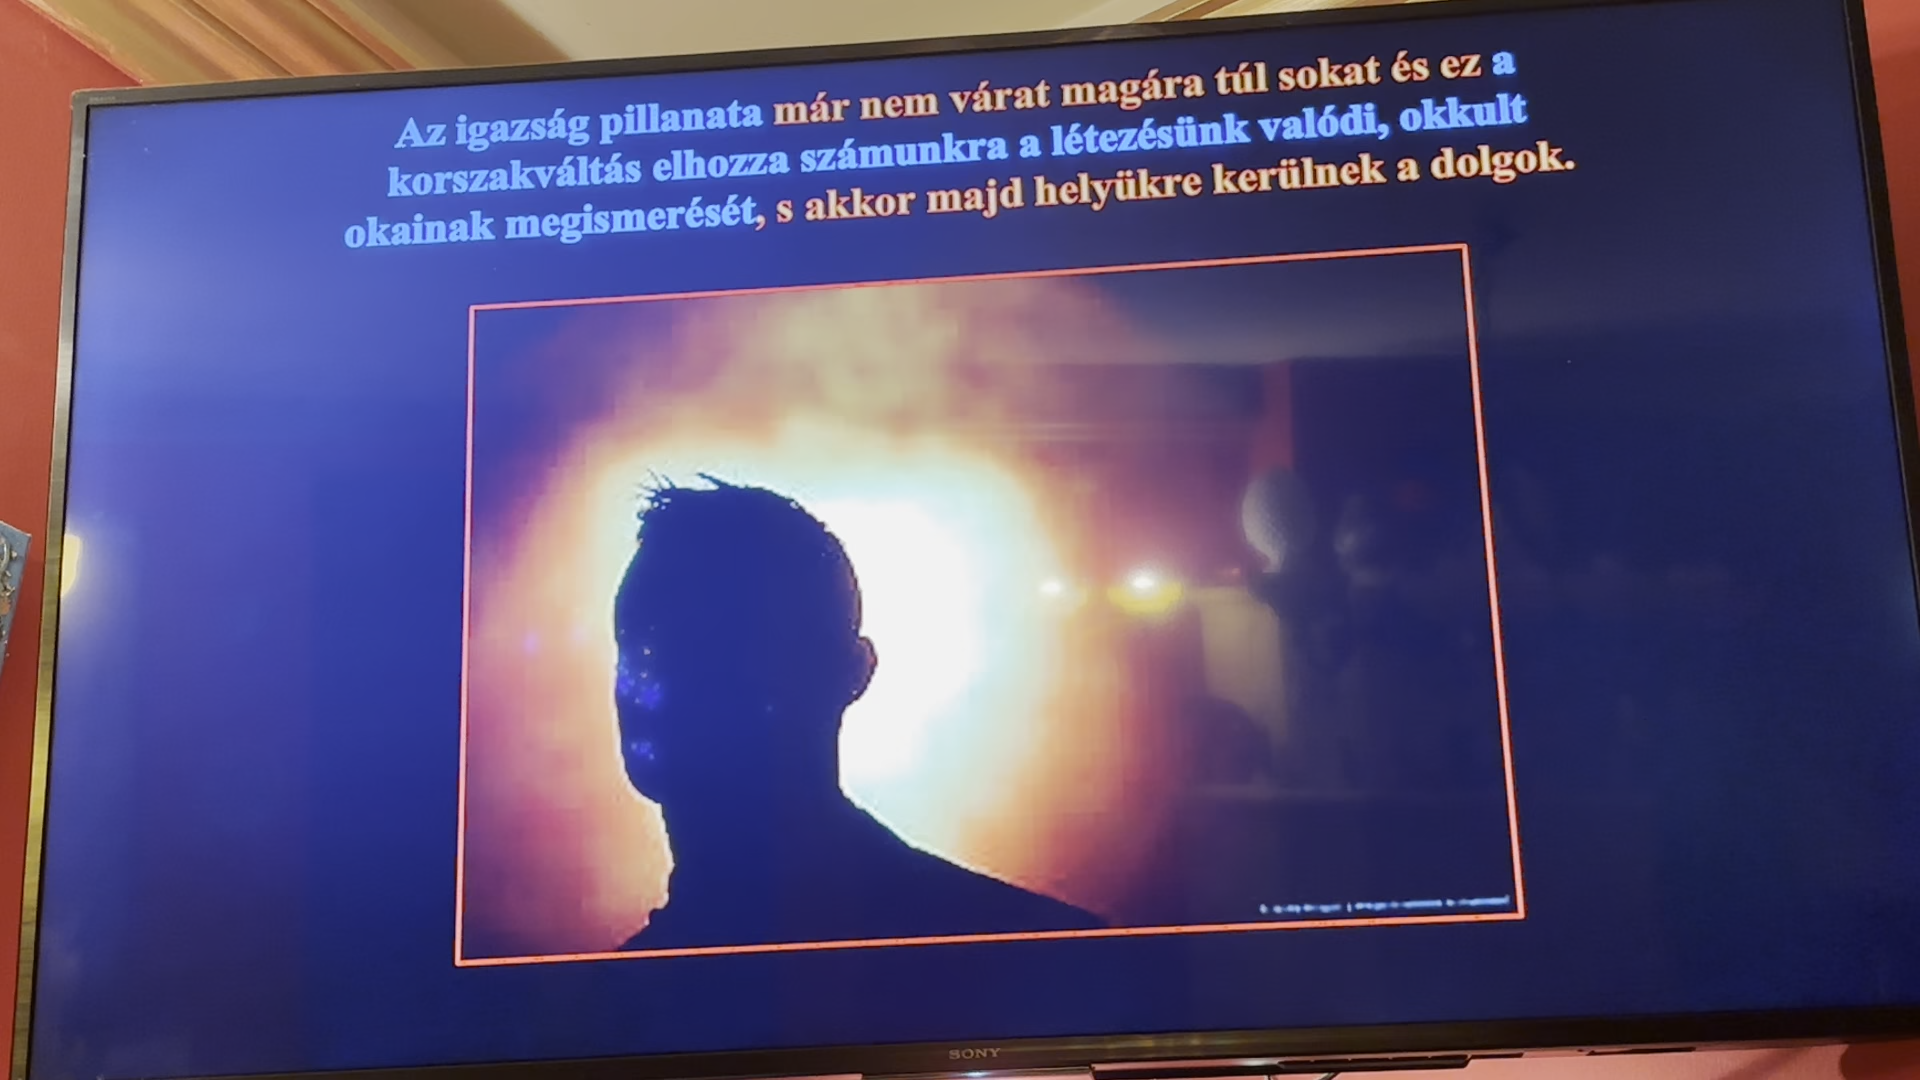 Az igazság pillanata már nem várat magára túl sokat és ez a
korszakváltás elhozza számunkra a létezésünk valódi, okkult
okainak megismerését, s akkor majd helyükre kerülnek a dolgok.
SONY